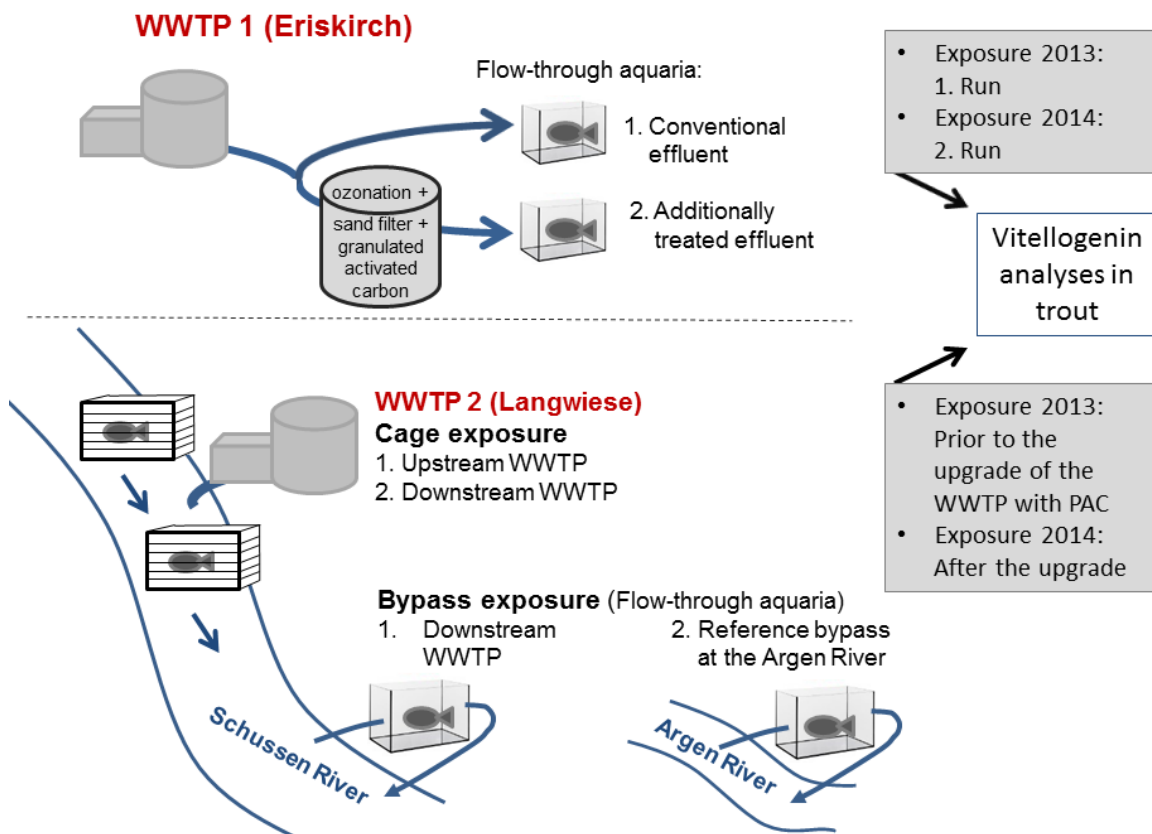 WWTP 1 (Eriskirch)
Flow-through aquaria:
1. Conventional
effluent
ozonation +
sand filter +
granulated
activated
carbon
2. Additionally
treated effluent
• Exposure 2013:
1. Run
• Exposure 2014:
2. Run
Vitellogenin
analyses in
trout
WWTP 2 (Langwiese)
Cage exposure
1. Upstream WWTP
2. Downstream WWTP
• Exposure 2013:
Prior to the
upgrade of the
WWTP with PAC
• Exposure 2014:
After the upgrade
Bypass exposure (Flow-through aquaria)
1. Downstream
WWTP
2. Reference bypass
at the Argen River
Schussen River
Argen River